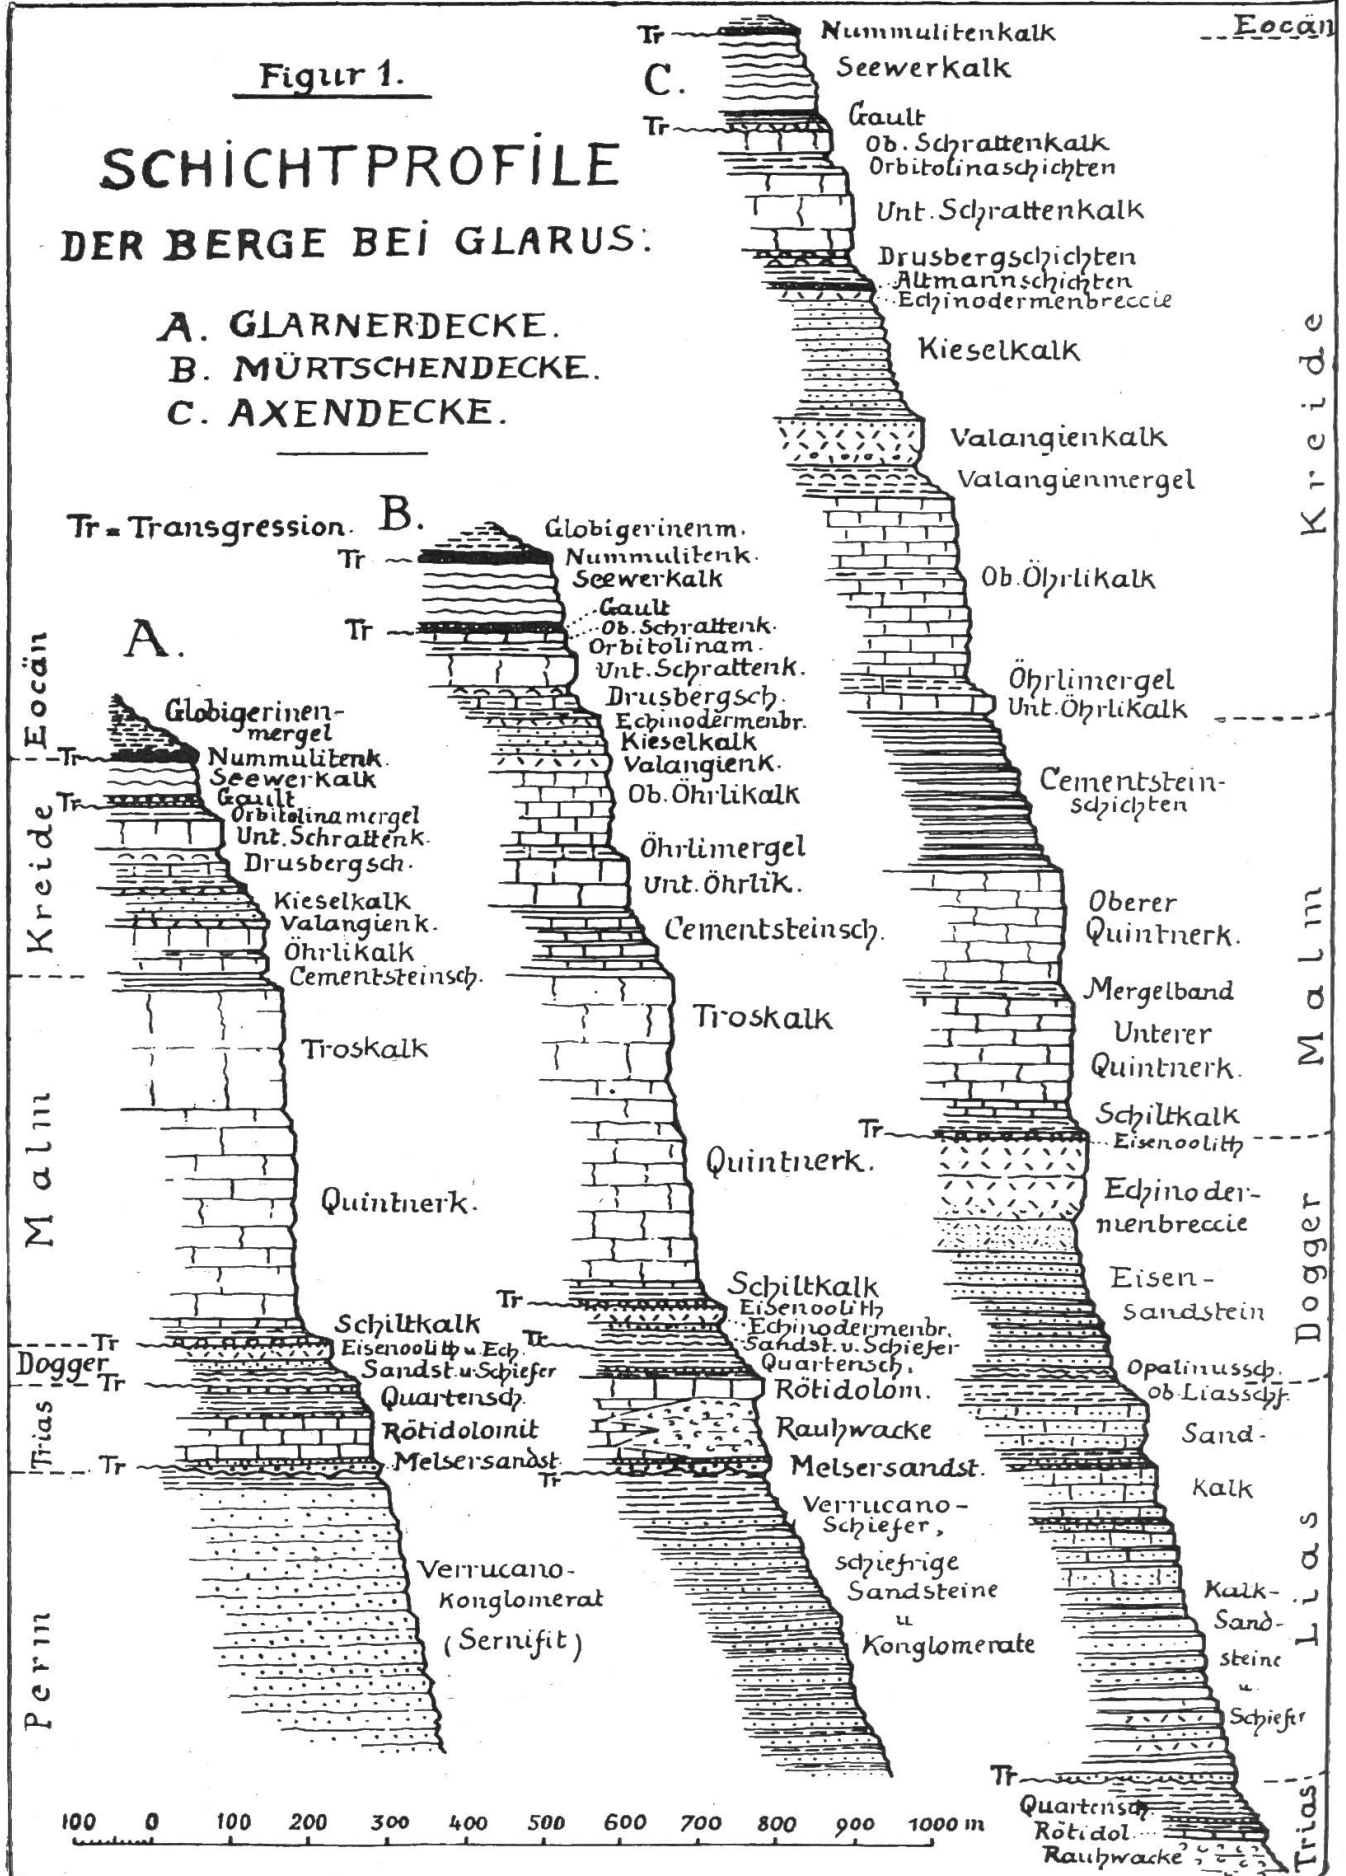 Figur 1.
SCHICHTPROFILE
DER BERGE BEI GLARUS:
A. GLARNERDECKE.
B. MÜRTSCHENDECKE.
C. AXENDECKE.
Tr = Transgression.
A.
Eocän
Kreide
Malm
Dogger
Trias
Perm
Globigerinen-
mergel
Tr
Nummulitenk.
Seewerkalk
Tr
Gault
Orbitolinamergel
Unt. Schrattenk.
Drusbergsch.
Kieselkalk
Valangienk.
Öhrlikalk
Cementsteinsch.
Troskalk
Quintnerk.
Schiltkalk
Tr
Eisenoolith u. Ech.
Sandst. u. Schiefer
Tr
Quartensch.
Rötidolomit
Tr
Melsersandst.
Verrucano-
Konglomerat
(Sernifit)
B.
Globigerinenm.
Tr
Nummulitenk.
Seewerkalk
Gault
Tr
Ob. Schrattenk.
Orbitolinam.
Unt. Schrattenk.
Drusbergsch.
Echinodermenbr.
Kieselkalk
Valangienk.
Ob. Öhrlikalk
Öhrlimergel
Unt. Öhrlik.
Cementsteinsch.
Troskalk
Quintnerk.
Schiltkalk
Tr
Eisenoolith
Echinodermenbr.
Tr
Sandst. u. Schiefer
Quartensch.
Rötidolom.
Rauhwacke
Melsersandst.
Tr
Verrucano-
Schiefer,
schiefrige
Sandsteine
u
Konglomerate
C.
Tr
Nummulitenkalk
Seewerkalk
Gault
Tr
Ob. Schrattenkalk
Orbitolinaschichten
Unt. Schrattenkalk
Drusbergschichten
Altmannschichten
Echinodermenbreccie
Kieselkalk
Valangienkalk
Valangienmergel
Ob. Öhrlikalk
Öhrlimergel
Unt. Öhrlikalk
Cementstein-
schichten
Oberer
Quintnerk.
Mergelband
Unterer
Quintnerk.
Schiltkalk
Tr
Eisenoolith
Echinoder-
menbreccie
Eisen-
Sandstein
Opalinussch.
ob. Liasschf.
Sand-
Kalk
Kalk-
Sand-
steine
u.
Schiefer
Tr
Quartensch.
Rötidol.
Rauhwacke
Eocän
Kreide
Malm
Dogger
Lias
Trias
100 0 100 200 300 400 500 600 700 800 900 1000 m